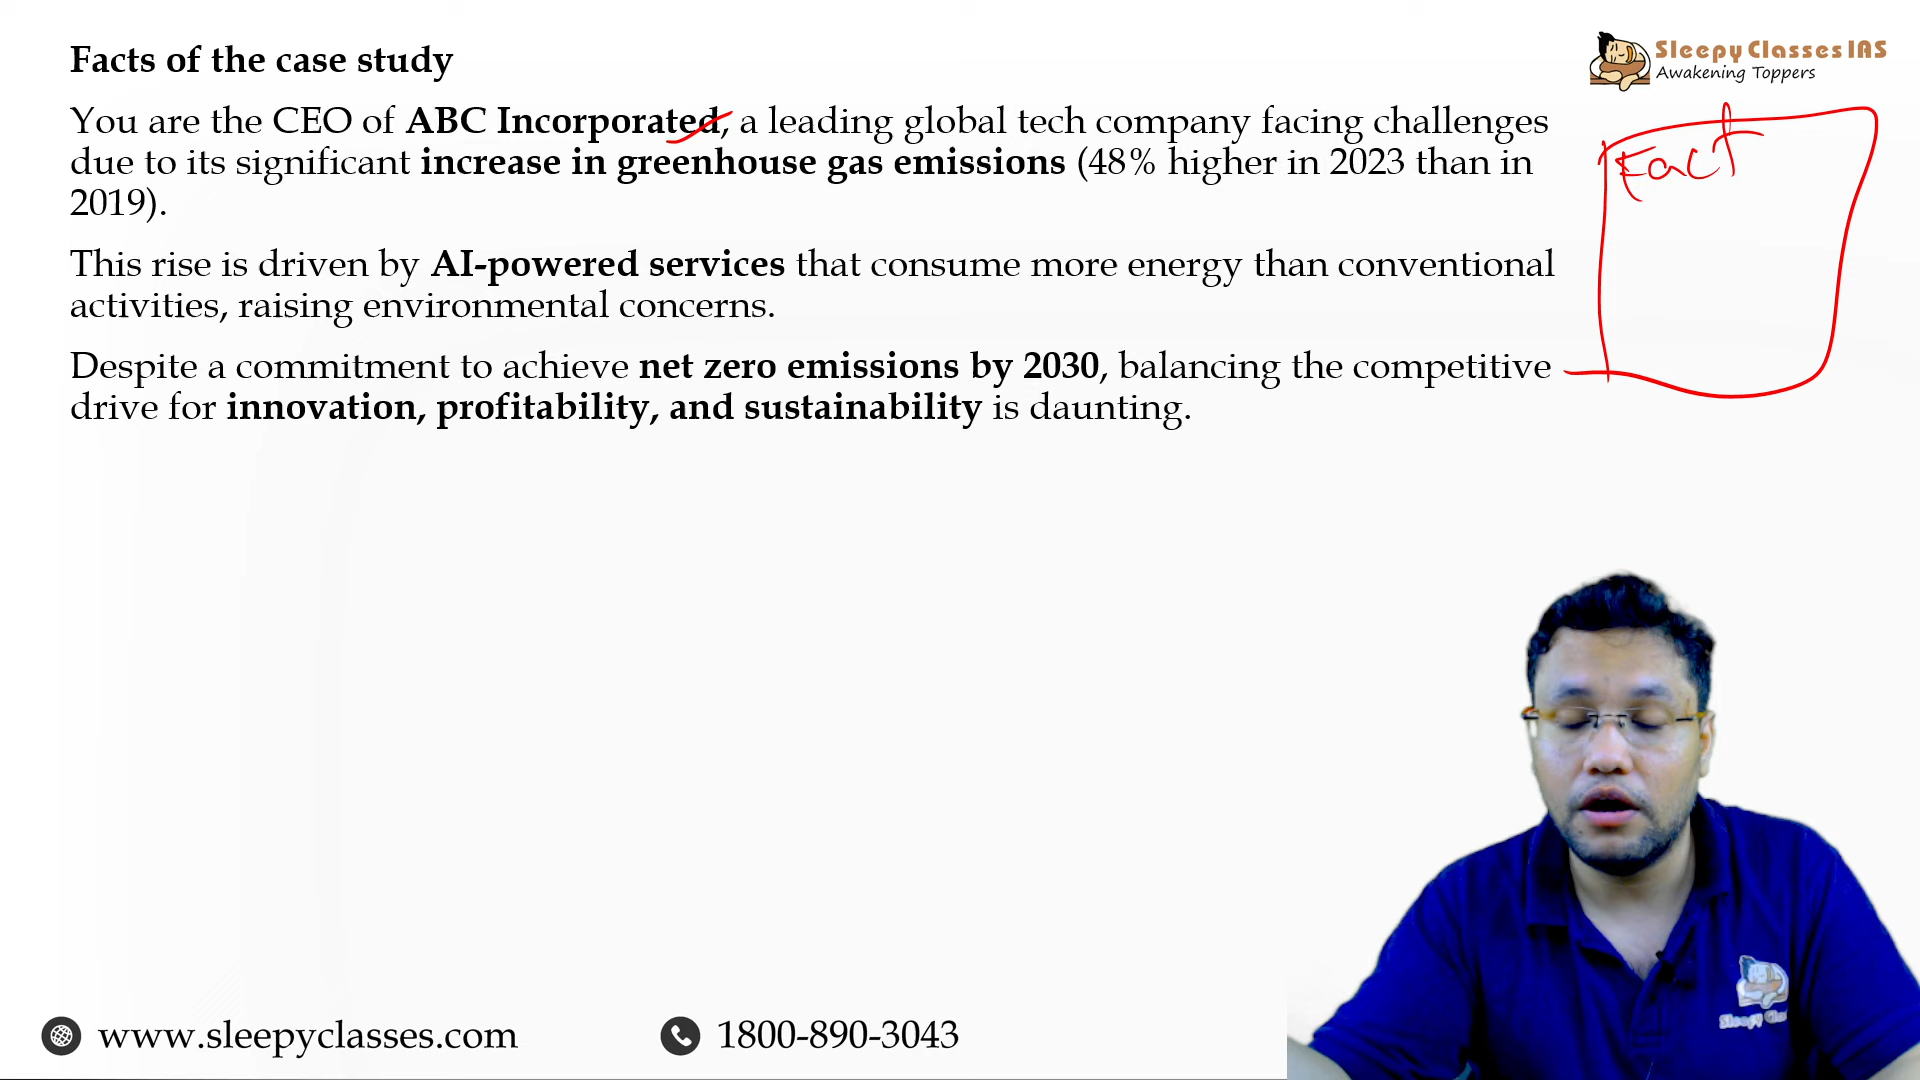 Facts of the case study
Sleepy Classes IAS
Awakening Toppers
You are the CEO of ABC Incorporated, a leading global tech company facing challenges
due to its significant increase in greenhouse gas emissions (48% higher in 2023 than in
2019).
Fact
This rise is driven by AI-powered services that consume more energy than conventional
activities, raising environmental concerns.
Despite a commitment to achieve net zero emissions by 2030, balancing the competitive
drive for innovation, profitability, and sustainability is daunting.
www.sleepyclasses.com
1800-890-3043